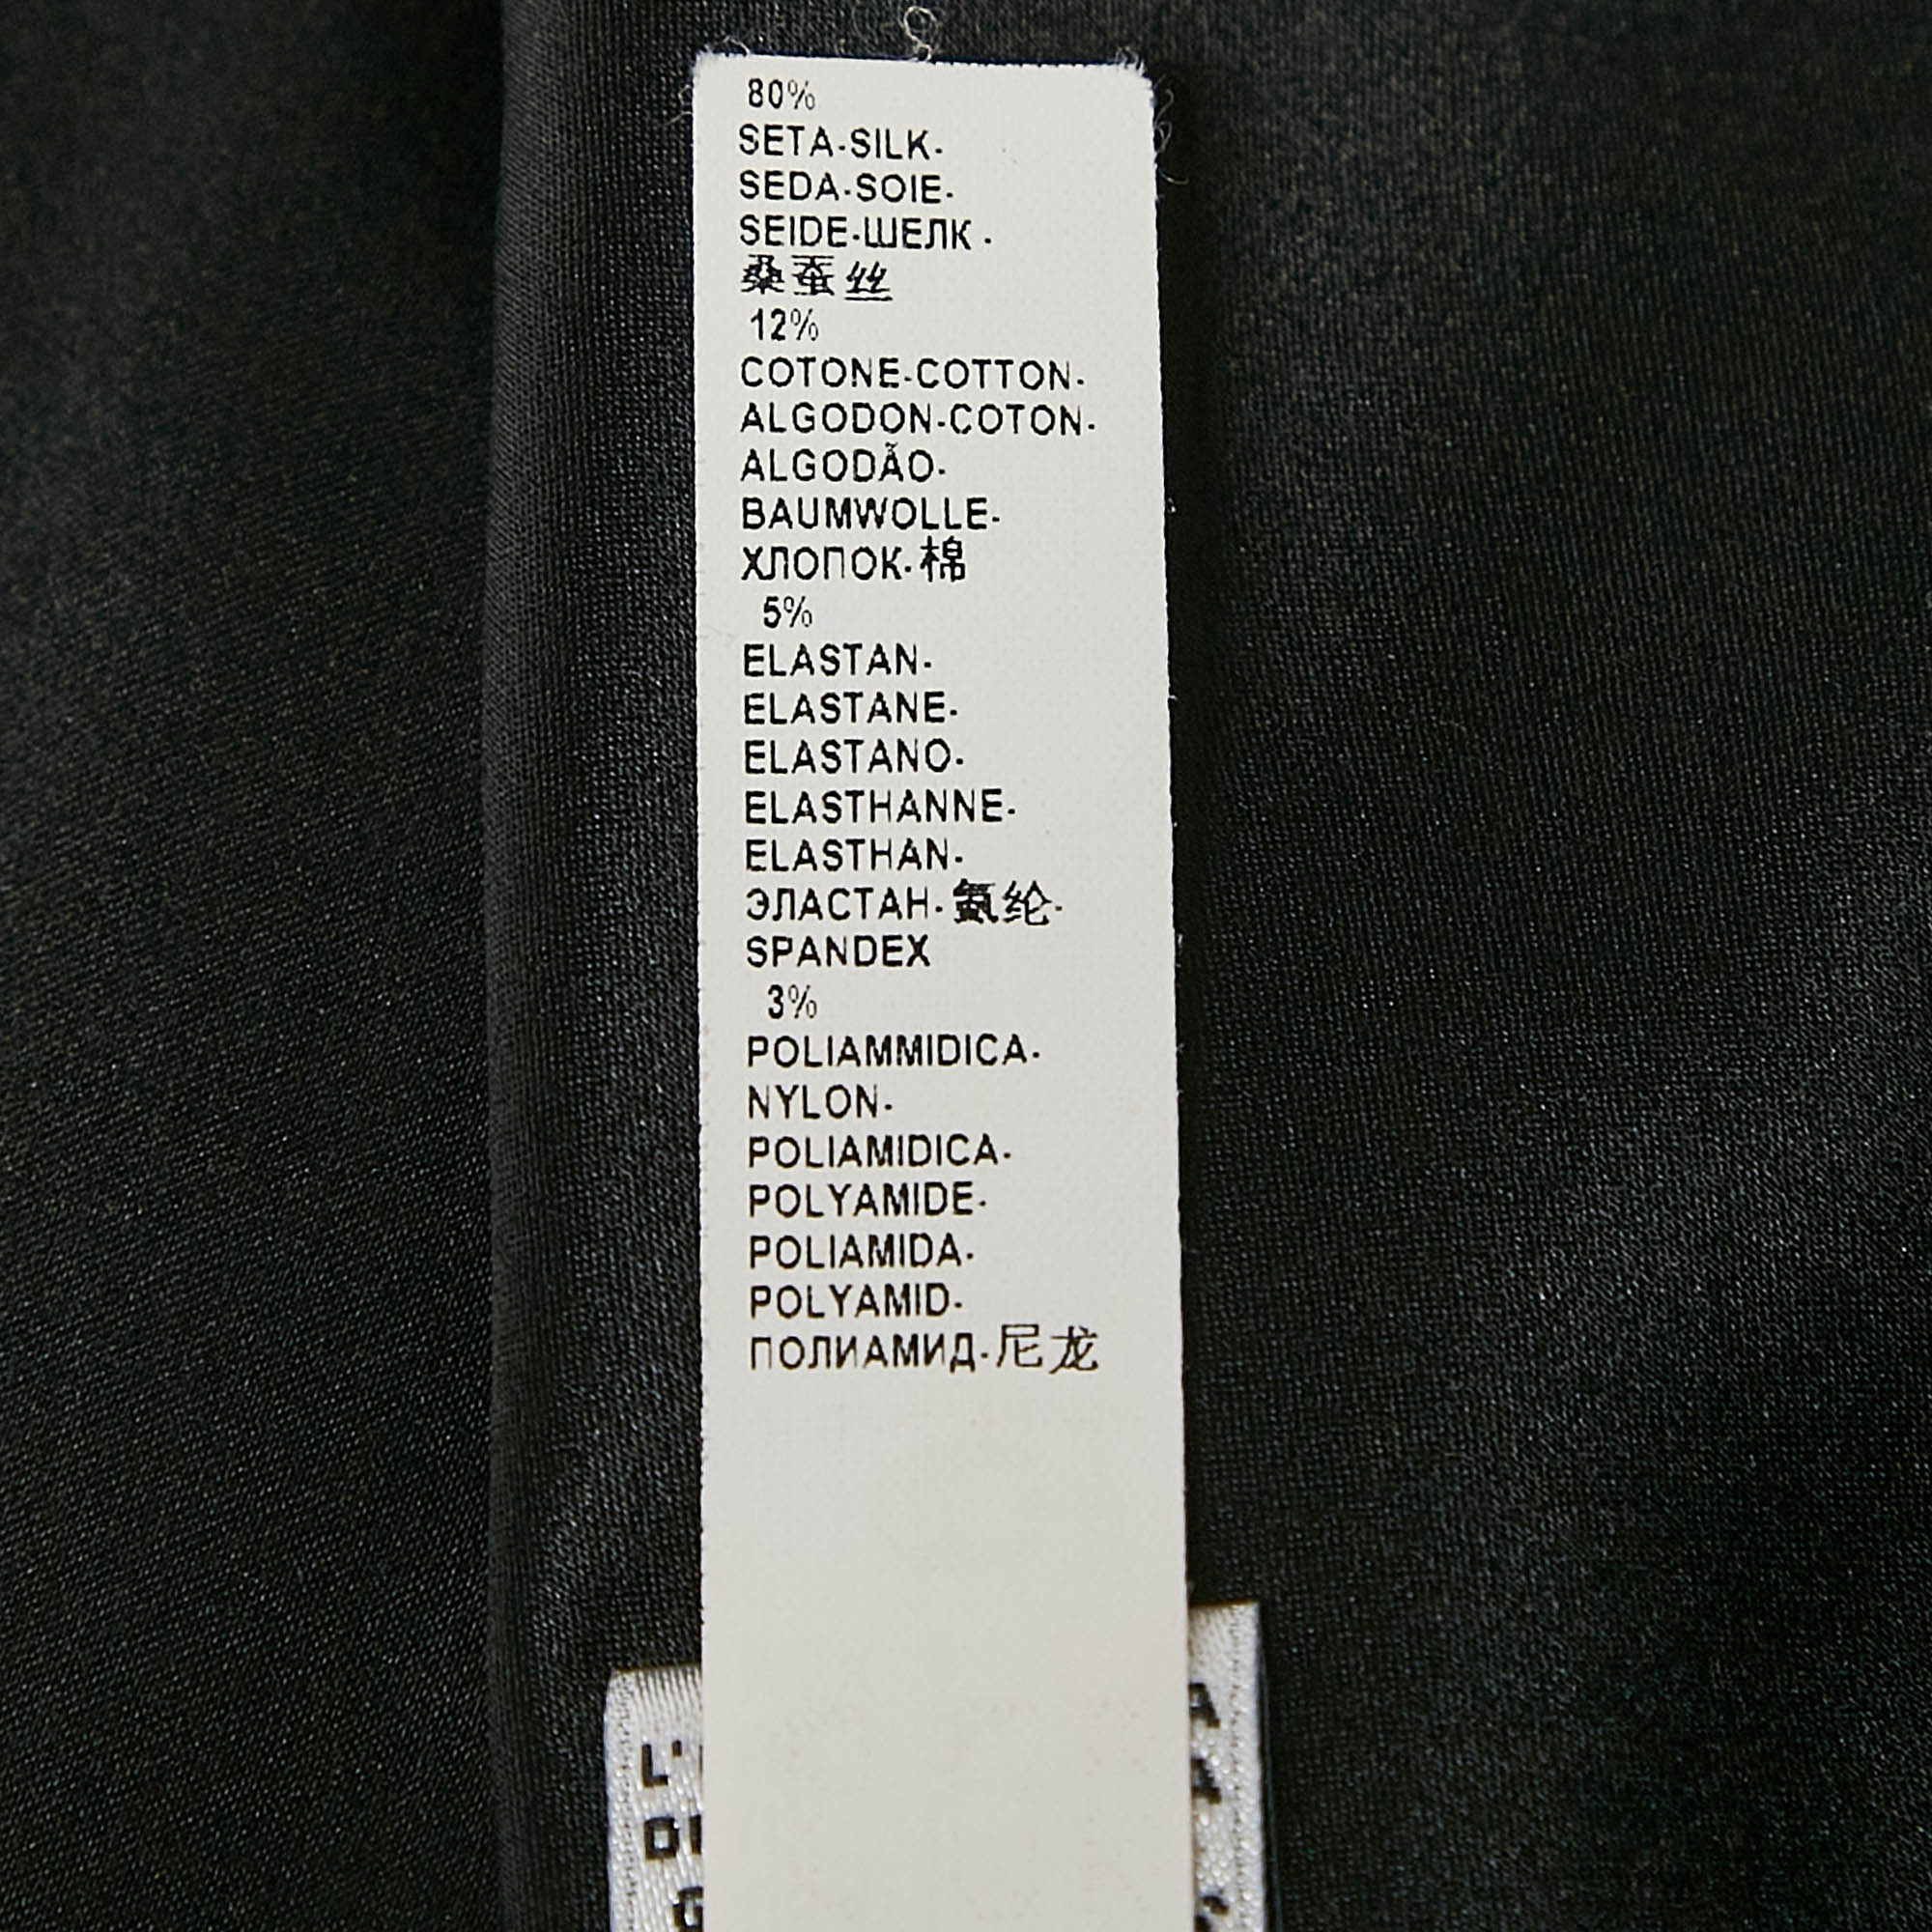 80%
SETA-SILK-
SEDA-SOIE-
SEIDE-ШЕЛК -
桑蚕丝
12%
COTONE-COTTON-
ALGODON-COTON-
ALGODÃO-
BAUMWOLLE-
ХЛОПОК-棉
5%
ELASTAN-
ELASTANE-
ELASTANO-
ELASTHANNE-
ELASTHAN-
ЭЛАСТАН-氨纶-
SPANDEX
3%
POLIAMMIDICA-
NYLON-
POLIAMIDICA-
POLYAMIDE-
POLIAMIDA-
POLYAMID-
ПОЛИАМИД-尼龙